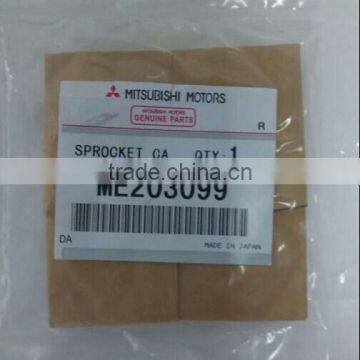 MITSUBISHI MOTORS
MITSUBISHI MOTORS
GENUINE PARTS
R
SPROCKET CA QTY·1
trade.china.cn
ME203099
DA
MADE IN JAPAN